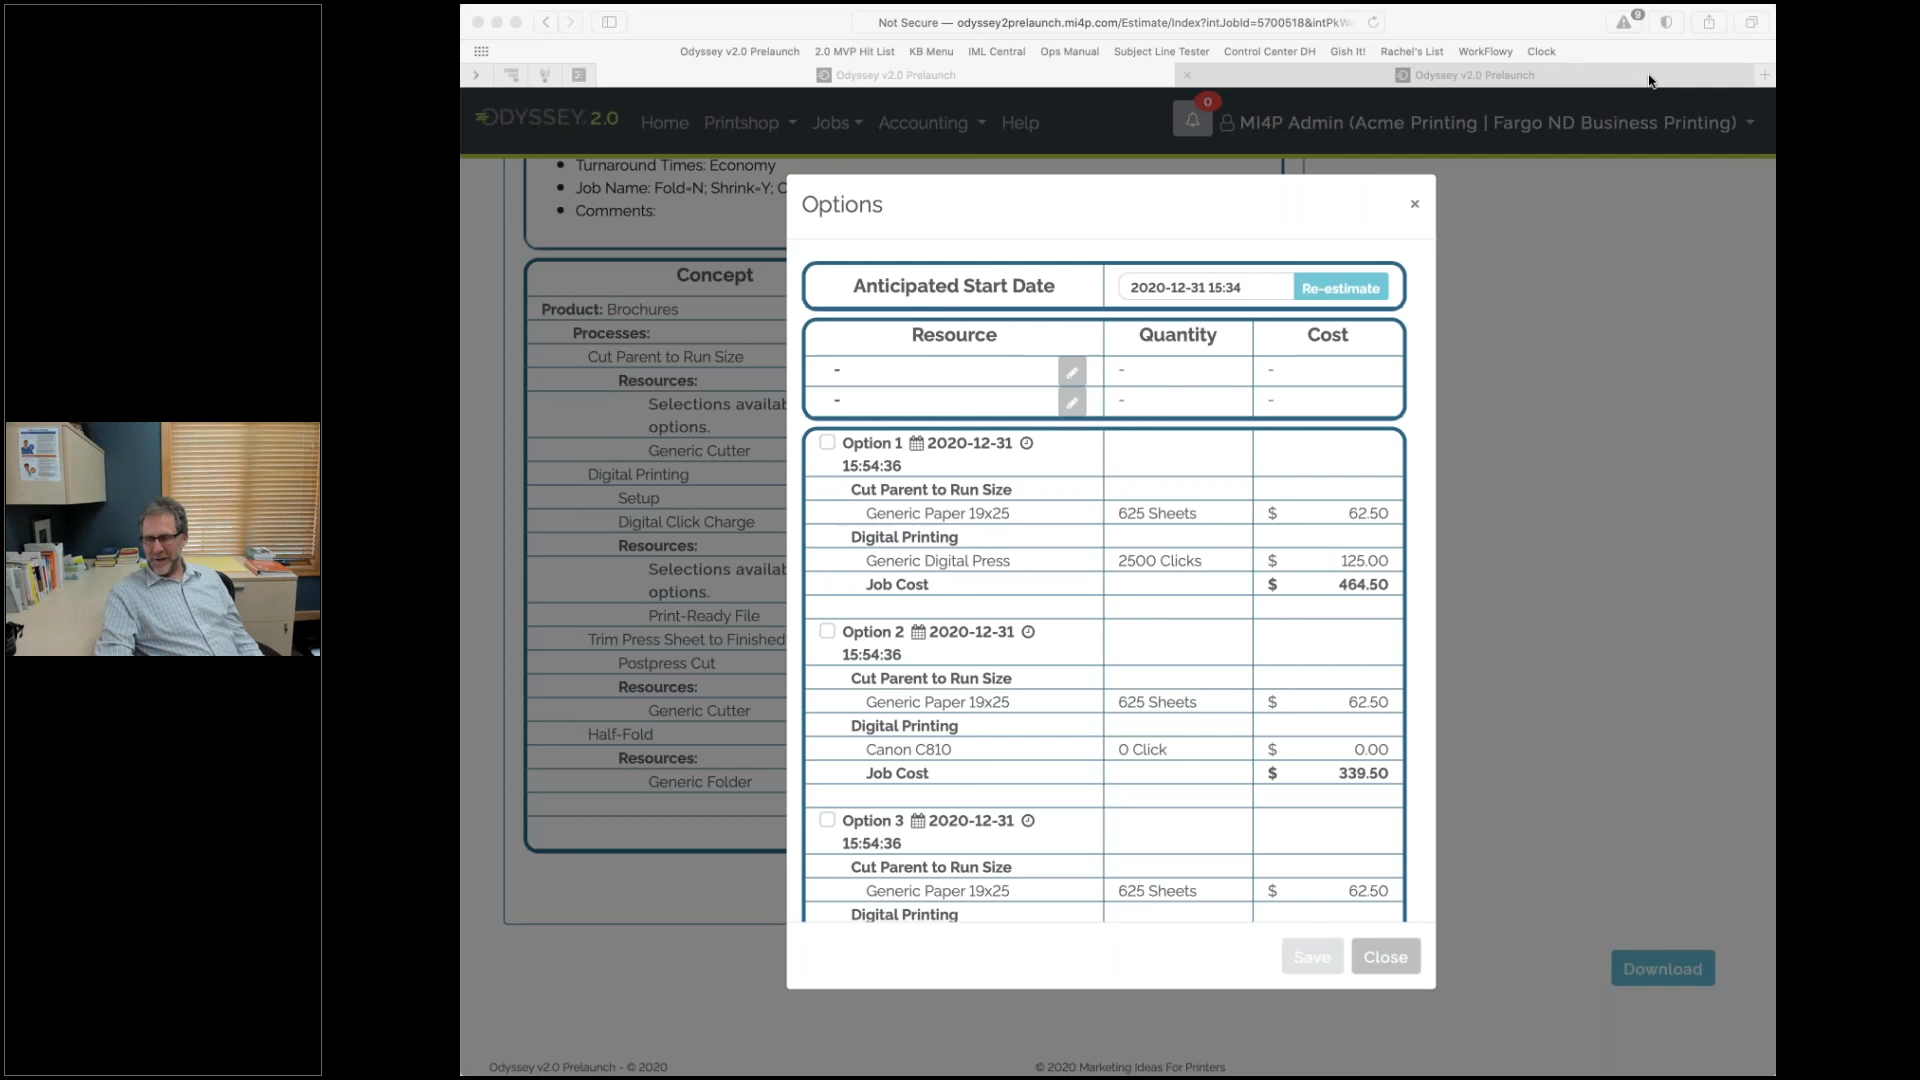 Not Secure — odyssey2prelaunch.mi4p.com/Estimate/Index?intJobId=5700518&intPkW
9
Odyssey v2.0 Prelaunch 2.0 MVP Hit List KB Menu IML Central Ops Manual Subject Line Tester Control Center DH Gish It! Rachel's List WorkFlowy Clock
Odyssey v2.0 Prelaunch
Odyssey v2.0 Prelaunch
ODYSSEY 2.0
Home Printshop Jobs Accounting Help
0
MI4P Admin (Acme Printing | Fargo ND Business Printing)
• Turnaround Times: Economy
• Job Name: Fold=N; Shrink=Y; C
• Comments:
Concept
Product: Brochures
Processes:
Cut Parent to Run Size
Resources:
Selections availab
options.
Generic Cutter
Digital Printing
Setup
Digital Click Charge
Resources:
Selections availab
options.
Print-Ready File
Trim Press Sheet to Finished
Postpress Cut
Resources:
Generic Cutter
Half-Fold
Resources:
Generic Folder
Options ×
Anticipated Start Date 2020-12-31 15:34 Re-estimate
Resource Quantity Cost
- - -
- - -
Option 1 2020-12-31
15:54:36
Cut Parent to Run Size
Generic Paper 19x25 625 Sheets $ 62.50
Digital Printing
Generic Digital Press 2500 Clicks $ 125.00
Job Cost $ 464.50
Option 2 2020-12-31
15:54:36
Cut Parent to Run Size
Generic Paper 19x25 625 Sheets $ 62.50
Digital Printing
Canon C810 0 Click $ 0.00
Job Cost $ 339.50
Option 3 2020-12-31
15:54:36
Cut Parent to Run Size
Generic Paper 19x25 625 Sheets $ 62.50
Digital Printing
Save Close
Download
Odyssey v2.0 Prelaunch - © 2020
© 2020 Marketing Ideas For Printers